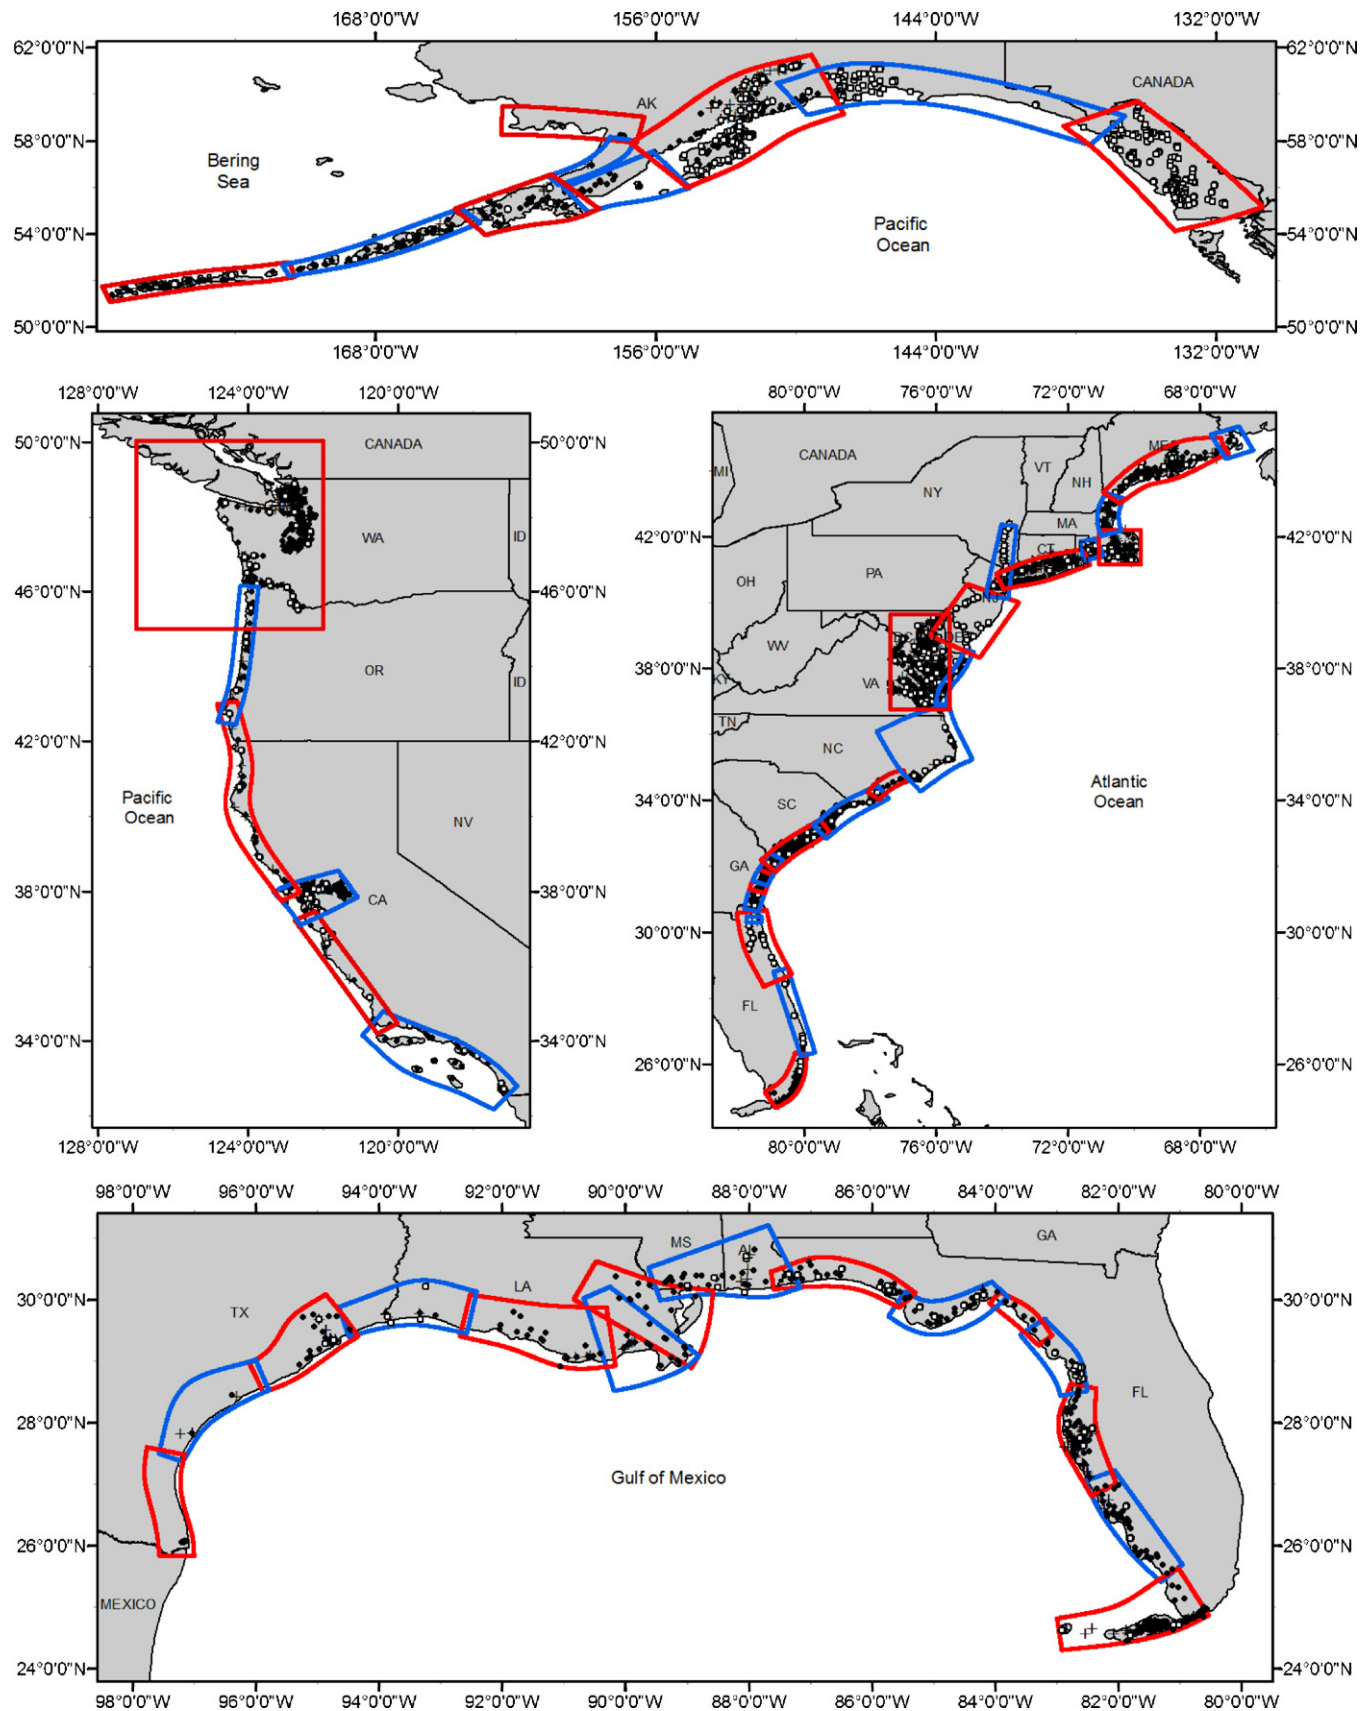 168°0'0"W 156°0'0"W 144°0'0"W 132°0'0"W
62°0'0"N 62°0'0"N
CANADA
AK
58°0'0"N 58°0'0"N
Bering
Sea
Pacific
Ocean
54°0'0"N 54°0'0"N
50°0'0"N 50°0'0"N
168°0'0"W 156°0'0"W 144°0'0"W 132°0'0"W
128°0'0"W 124°0'0"W 120°0'0"W
50°0'0"N CANADA 50°0'0"N
WA ID
46°0'0"N 46°0'0"N
OR ID
42°0'0"N 42°0'0"N
Pacific
Ocean
NV
38°0'0"N 38°0'0"N
CA
34°0'0"N 34°0'0"N
128°0'0"W 124°0'0"W 120°0'0"W
80°0'0"W 76°0'0"W 72°0'0"W 68°0'0"W
ME
CANADA
MI VT
NH
NY
MA
42°0'0"N 42°0'0"N
CT
PA
OH
NJ
DC DE
WV
38°0'0"N 38°0'0"N
KY VA
TN
NC
Atlantic
Ocean
34°0'0"N SC 34°0'0"N
GA
30°0'0"N 30°0'0"N
FL
26°0'0"N 26°0'0"N
80°0'0"W 76°0'0"W 72°0'0"W 68°0'0"W
98°0'0"W 96°0'0"W 94°0'0"W 92°0'0"W 90°0'0"W 88°0'0"W 86°0'0"W 84°0'0"W 82°0'0"W 80°0'0"W
GA
MS AL
LA
30°0'0"N 30°0'0"N
TX
FL
28°0'0"N 28°0'0"N
Gulf of Mexico
26°0'0"N 26°0'0"N
MEXICO
24°0'0"N 24°0'0"N
98°0'0"W 96°0'0"W 94°0'0"W 92°0'0"W 90°0'0"W 88°0'0"W 86°0'0"W 84°0'0"W 82°0'0"W 80°0'0"W